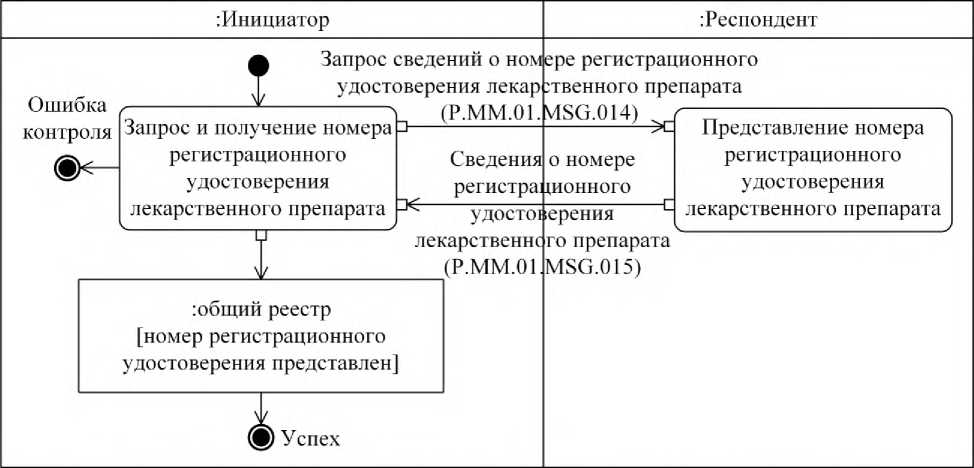 :Инициатор
:Респондент
Запрос сведений о номере регистрационного
удостоверения лекарственного препарата
(P.MM.01.MSG.014)
Ошибка
контроля
Запрос и получение номера
регистрационного
удостоверения
лекарственного препарата
Представление номера
регистрационного
удостоверения
лекарственного препарата
Сведения о номере
регистрационного
удостоверения
лекарственного препарата
(P.MM.01.MSG.015)
:общий реестр
[номер регистрационного
удостоверения представлен]
Успех